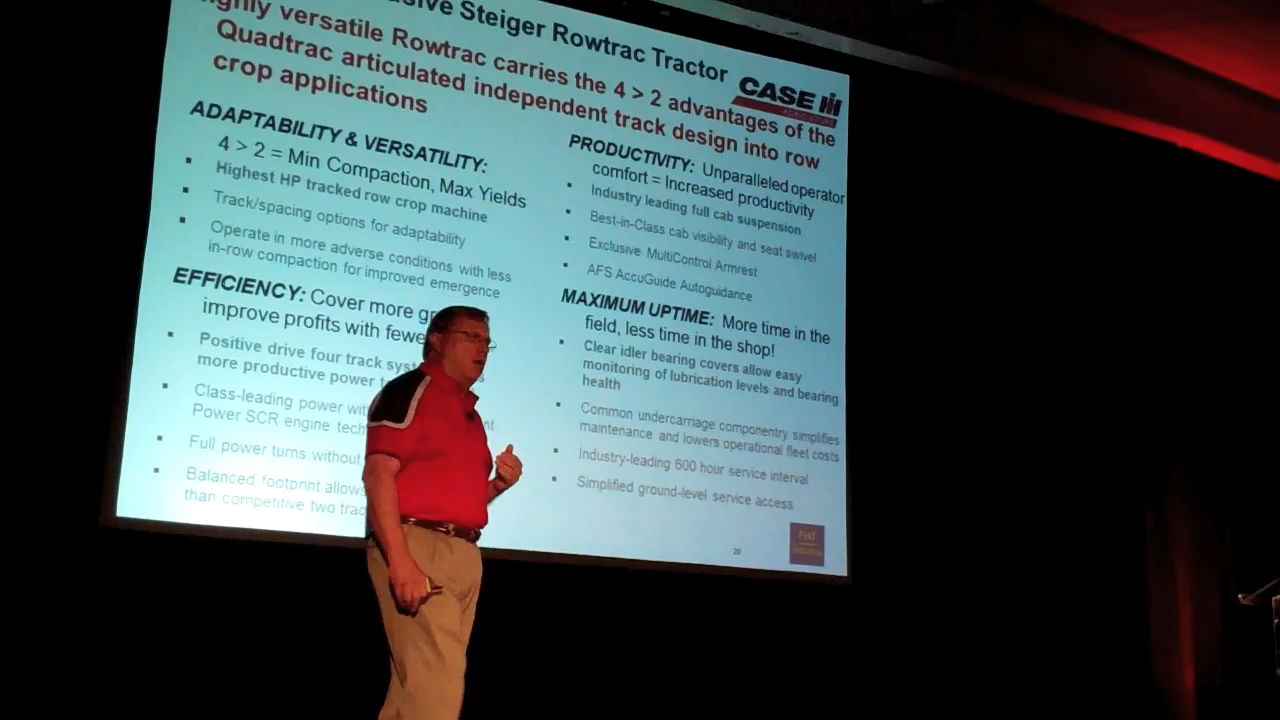 Steiger Rowtrac Tractor
versatile Rowtrac carries the 4 > 2 advantages of the
Quadtrac articulated independent track design into row
crop applications
CASE IH
ADAPTABILITY & VERSATILITY:
4 > 2 = Min Compaction, Max Yields
▪ Highest HP tracked row crop machine
▪ Track/spacing options for adaptability
▪ Operate in more adverse conditions with less
in-row compaction for improved emergence
EFFICIENCY: Cover more
improve profits with
▪ Positive drive four track
more productive power
▪ Class-leading power
Power SCR engine
▪ Full power turns without
▪ Balanced footprint
than competitive two
PRODUCTIVITY: Unparalleled operator
comfort = Increased productivity
▪ Industry leading full cab suspension
▪ Best-in-Class cab visibility and seat swivel
▪ Exclusive MultiControl Armrest
▪ AFS AccuGuide Autoguidance
MAXIMUM UPTIME: More time in the
field, less time in the shop!
▪ Clear idler bearing covers allow easy
monitoring of lubrication levels and bearing
health
▪ Common undercarriage componentry simplifies
maintenance and lowers operational fleet costs
▪ Industry-leading 600 hour service interval
▪ Simplified ground-level service access
20
FIAT